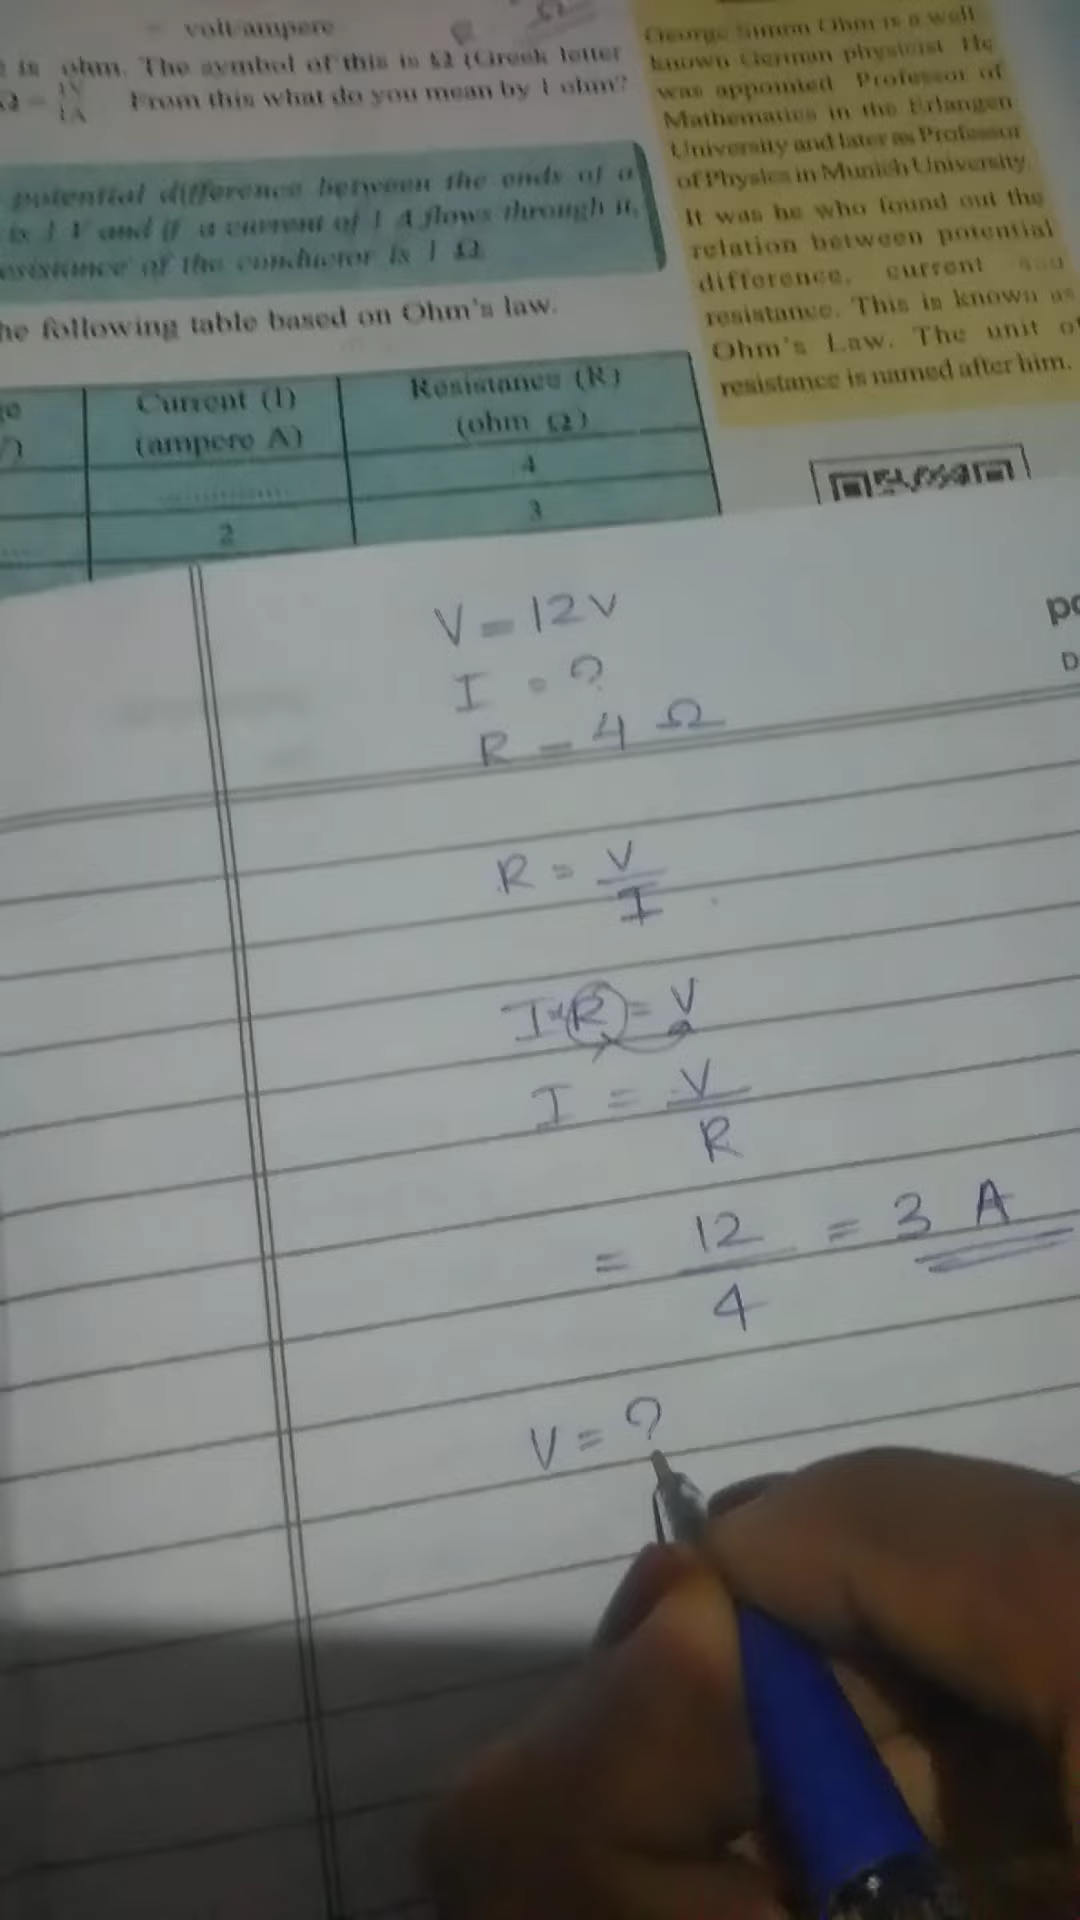 volt/ampere
is ohm. The symbol of this is Ω (Greek letter
Ω = 1V/1A From this what do you mean by 1 ohm?
potential difference between the ends of a
is 1 V and if a current of 1 A flows through it,
of the conductor is 1 Ω
following table based on Ohm's law.
Current (I)
(ampere A)
Resistance (R)
(ohm Ω)
..............
4
2
3
George Simon Ohm is a well
known German physicist. He
was appointed Professor of
Mathematics in the Erlangen
University and later as Professor
of Physics in Munich University.
It was he who found out the
relation between potential
difference, current and
resistance. This is known as
Ohm's Law. The unit of
resistance is named after him.
V = 12V
I = ?
R = 4 Ω
R = V/I
I×R = V
I = V/R
= 12/4 = 3 A
V = ?